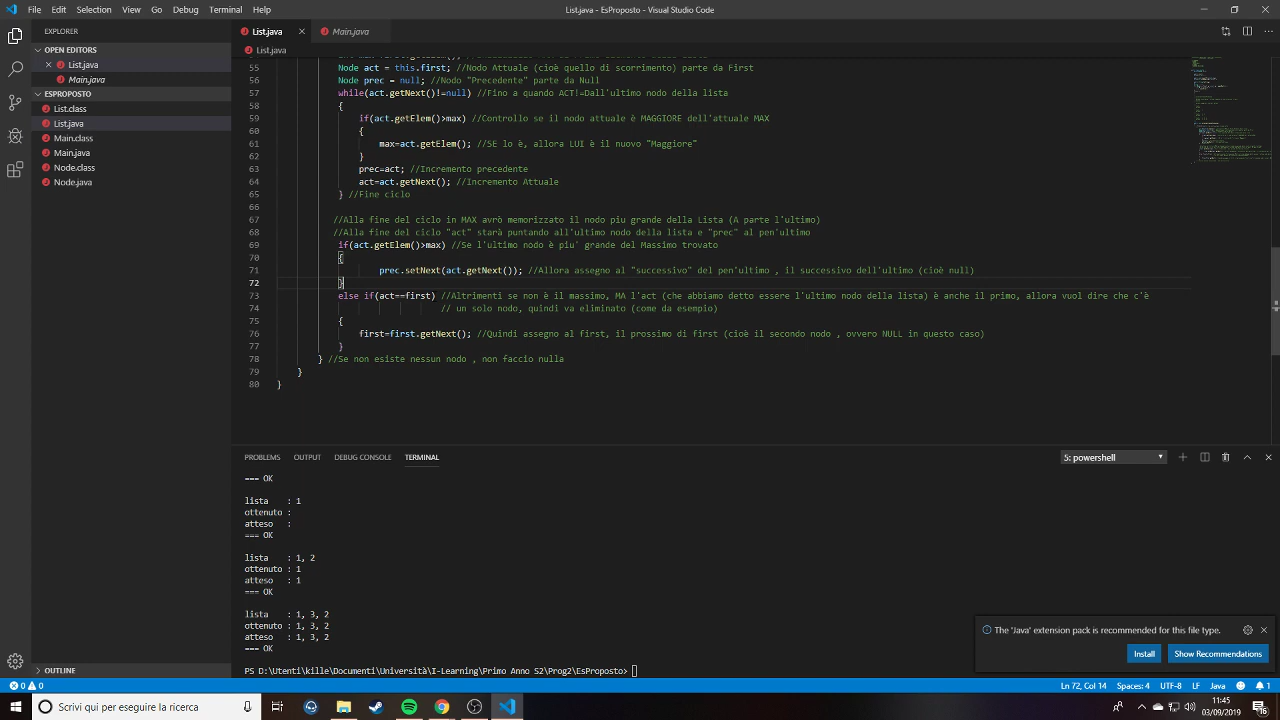 File Edit Selection View Go Debug Terminal Help
List.java - EsProposto - Visual Studio Code
EXPLORER
OPEN EDITORS
List.java
Main.java
ESPROPOSTO
List.class
List.java
Main.class
Main.java
Node.class
Node.java
OUTLINE
List.java
Main.java
List.java
55 Node act = this.first; //Nodo Attuale (cioè quello di scorrimento) parte da First
56 Node prec = null; //Nodo "Precedente" parte da Null
57 while(act.getNext()!=null) //Fino a quando ACT!=Dall'ultimo nodo della lista
58 {
59 if(act.getElem()>max) //Controllo se il nodo attuale è MAGGIORE dell'attuale MAX
60 {
61 max=act.getElem(); //SE lo è, allora LUI è il nuovo "Maggiore"
62 }
63 prec=act; //Incremento precedente
64 act=act.getNext(); //Incremento Attuale
65 } //Fine ciclo
66
67 //Alla fine del ciclo in MAX avrò memorizzato il nodo piu grande della Lista (A parte l'ultimo)
68 //Alla fine del ciclo "act" starà puntando all'ultimo nodo della lista e "prec" al pen'ultimo
69 if(act.getElem()>max) //Se l'ultimo nodo è piu' grande del Massimo trovato
70 {
71 prec.setNext(act.getNext()); //Allora assegno al "successivo" del pen'ultimo , il successivo dell'ultimo (cioè null)
72 }
73 else if(act==first) //Altrimenti se non è il massimo, MA l'act (che abbiamo detto essere l'ultimo nodo della lista) è anche il primo, allora vuol dire che c'è
74 // un solo nodo, quindi va eliminato (come da esempio)
75 {
76 first=first.getNext(); //Quindi assegno al first, il prossimo di first (cioè il secondo nodo , ovvero NULL in questo caso)
77 }
78 } //Se non esiste nessun nodo , non faccio nulla
79 }
80 }
PROBLEMS OUTPUT DEBUG CONSOLE TERMINAL
5: powershell
=== OK
lista : 1
ottenuto :
atteso :
=== OK
lista : 1, 2
ottenuto : 1
atteso : 1
=== OK
lista : 1, 3, 2
ottenuto : 1, 3, 2
atteso : 1, 3, 2
=== OK
PS D:\Utenti\kille\Documenti\Università\I-Learning\Primo Anno S2\Prog2\EsProposto>
The 'Java' extension pack is recommended for this file type.
Install
Show Recommendations
0 0
Ln 72, Col 14 Spaces: 4 UTF-8 LF Java 1
Scrivi qui per eseguire la ricerca
11:45
03/09/2019